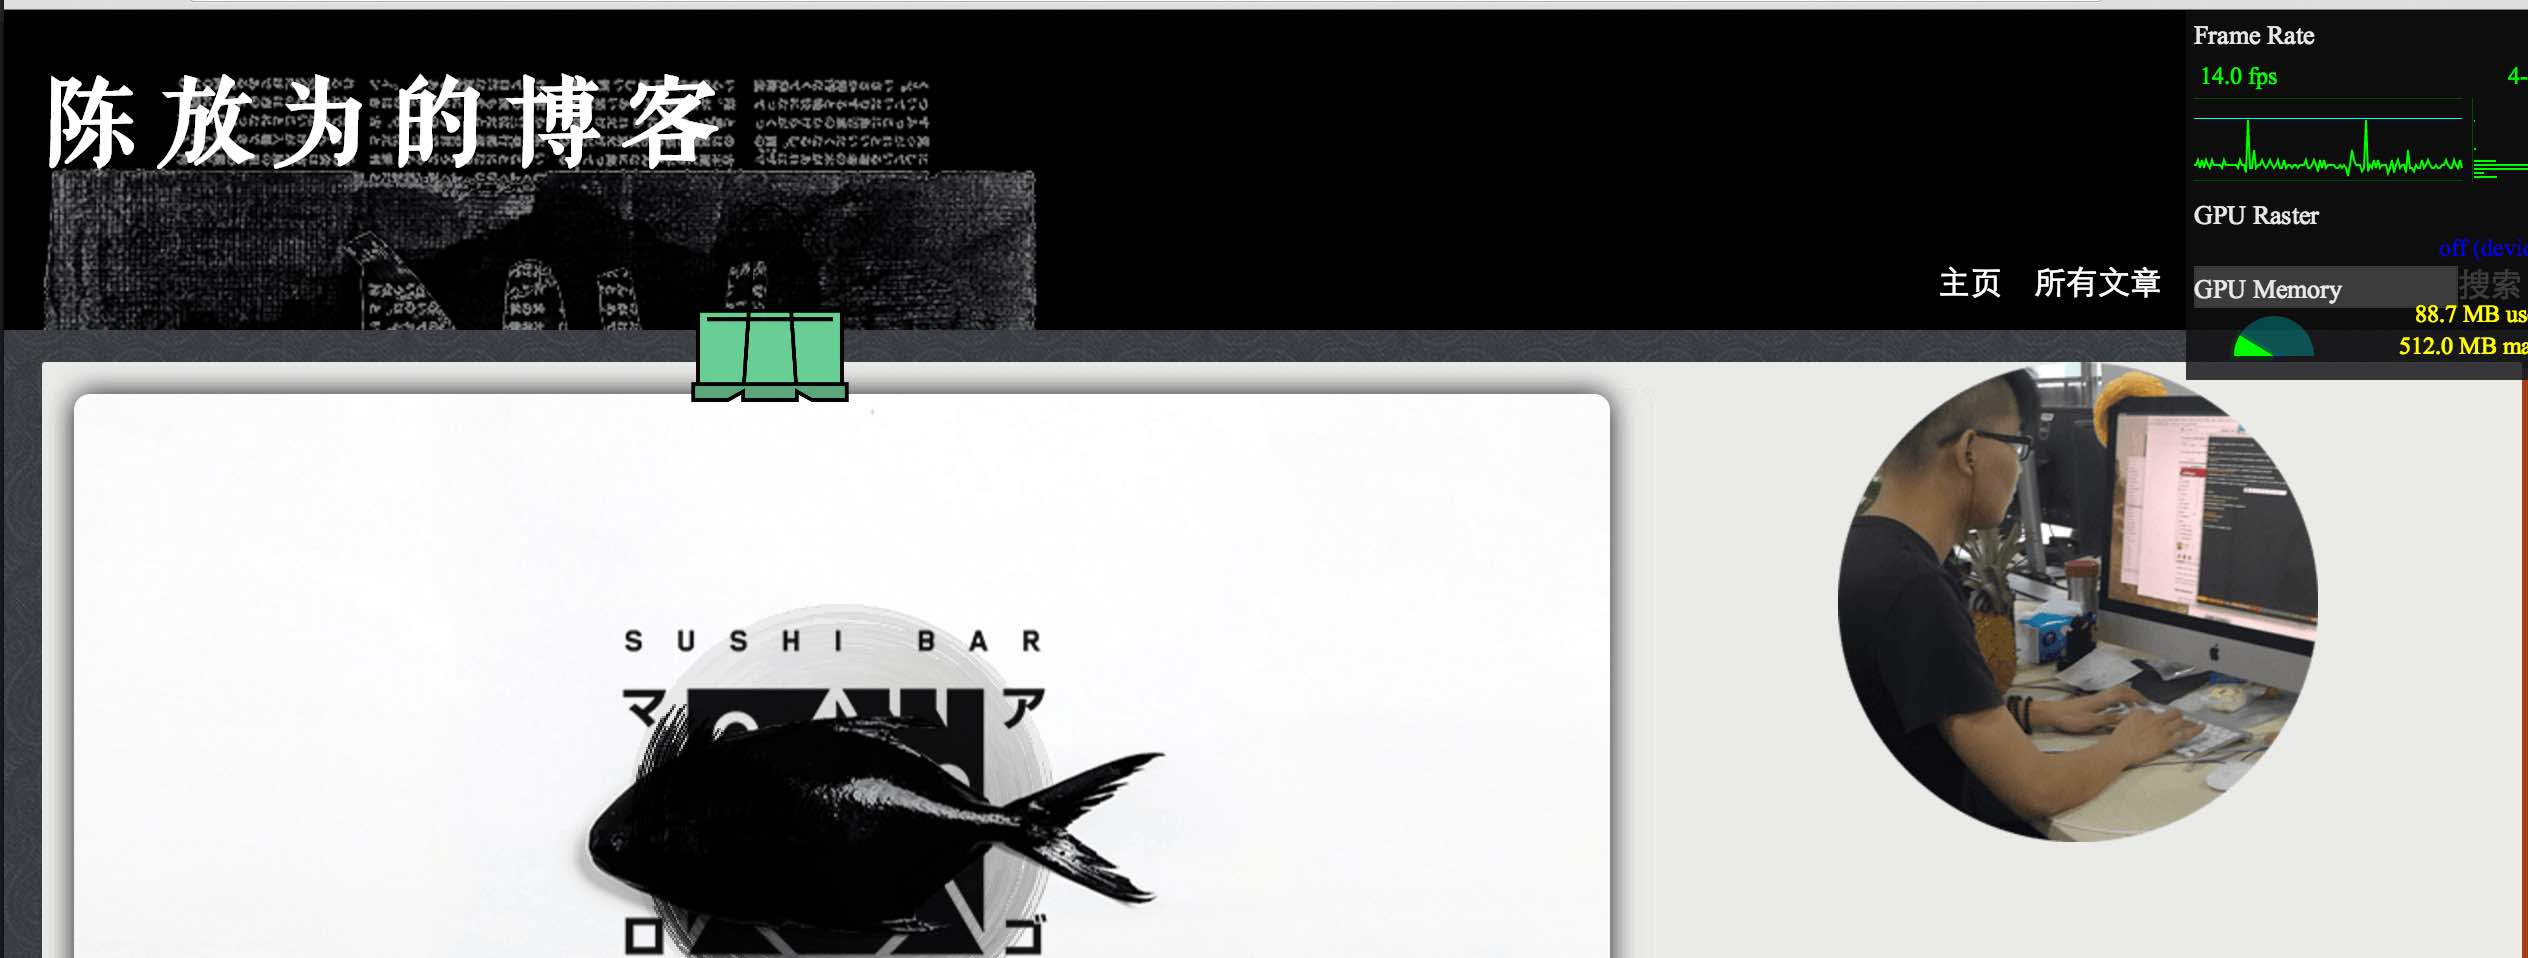 陈放为的博客
主页 所有文章
搜索
Frame Rate
14.0 fps 4-
GPU Raster
off (devic
GPU Memory
88.7 MB us
512.0 MB ma
SUSHI BAR
マ ア
ロ ゴ